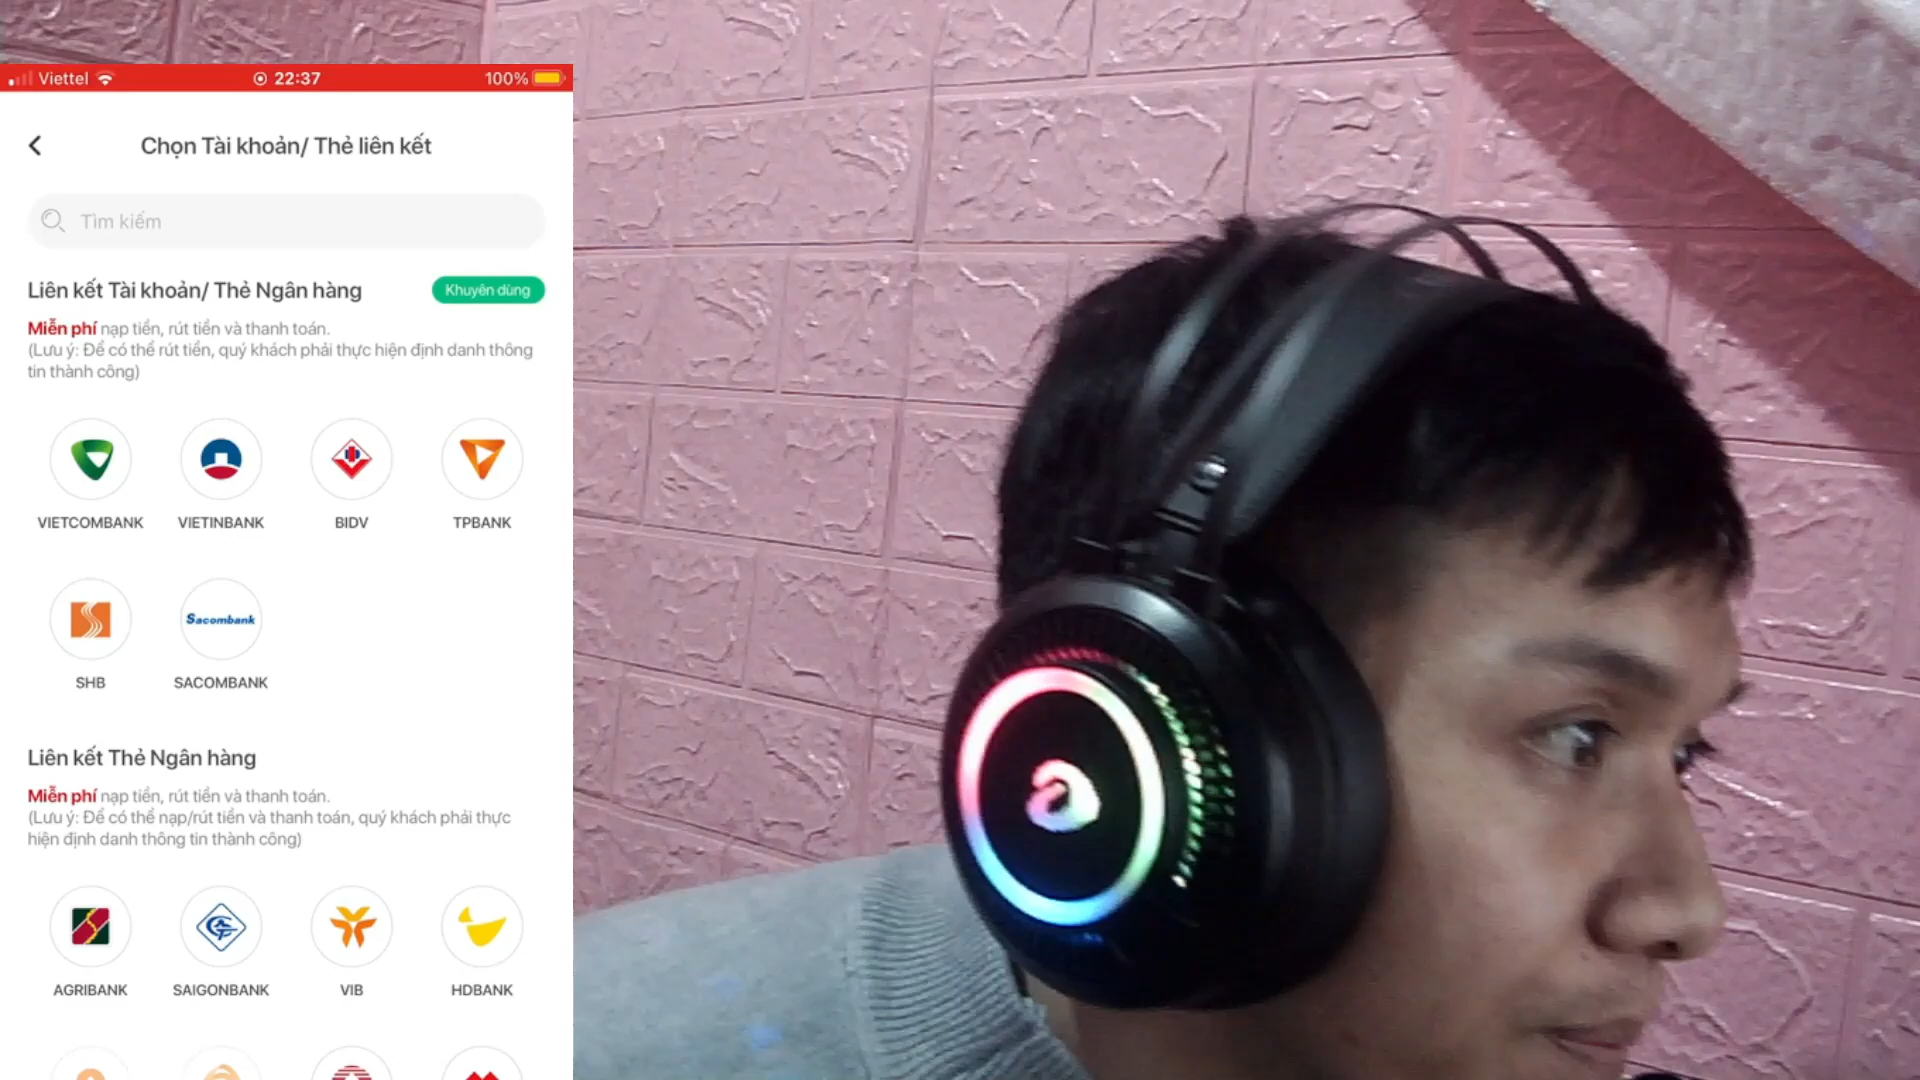 Viettel 22:37 100%
Chọn Tài khoản/ Thẻ liên kết
Tìm kiếm
Liên kết Tài khoản/ Thẻ Ngân hàng Khuyên dùng
Miễn phí nạp tiền, rút tiền và thanh toán.
(Lưu ý: Để có thể rút tiền, quý khách phải thực hiện định danh thông
tin thành công)
VIETCOMBANK VIETINBANK BIDV TPBANK
Sacombank
SHB SACOMBANK
Liên kết Thẻ Ngân hàng
Miễn phí nạp tiền, rút tiền và thanh toán.
(Lưu ý: Để có thể nạp/rút tiền và thanh toán, quý khách phải thực
hiện định danh thông tin thành công)
AGRIBANK SAIGONBANK VIB HDBANK